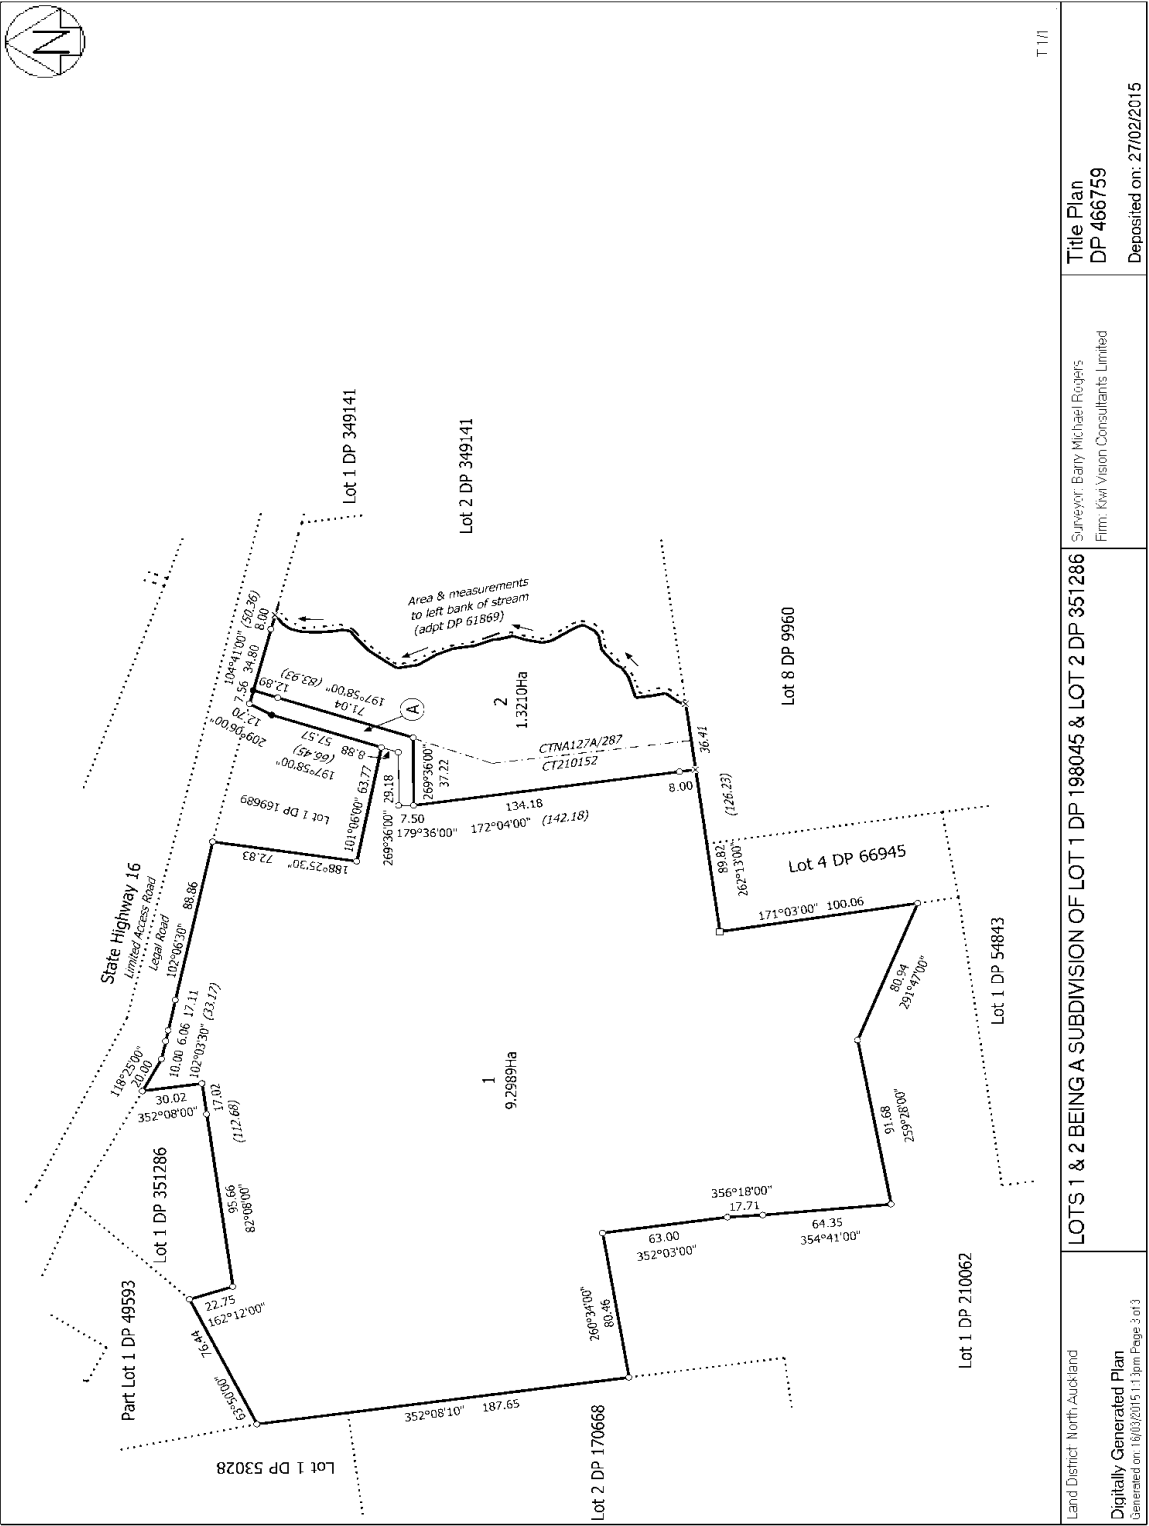 N
T 1/1
State Highway 16
Limited Access Road
Legal Road
Lot 1 DP 349141
Lot 2 DP 349141
Lot 8 DP 9960
Lot 4 DP 66945
Lot 1 DP 54843
Lot 1 DP 210062
Lot 2 DP 170668
Lot 1 DP 53028
Part Lot 1 DP 49593
Lot 1 DP 351286
Lot 1 DP 169689
Area & measurements
to left bank of stream
(adpt DP 61869)
1
9.2989Ha
2
1.3210Ha
A
CTNA127A/287
CT210152
63°50'00"
76.44
162°12'00"
22.75
82°08'00"
95.66
17.02
(112.68)
352°08'00"
30.02
118°25'00"
20.00
10.00 6.06 17.11
102°03'30" (33.17)
102°06'30"
88.86
188°25'30"
72.83
101°06'00" 63.77
197°58'00"
(66.45)
57.57
8.88
209°06'00"
12.70
7.56
34.80
8.00
104°41'00" (50.36)
12.89
71.04
197°58'00" (83.93)
269°36'00"
37.22
269°36'00" 29.18
7.50
179°36'00"
134.18
172°04'00" (142.18)
8.00
36.41
(126.23)
89.82
262°13'00"
171°03'00" 100.06
80.94
291°47'00"
91.68
259°28'00"
64.35
354°41'00"
356°18'00"
17.71
63.00
352°03'00"
260°34'00"
80.46
352°08'10" 187.65
Land District: North Auckland
Digitally Generated Plan
Generated on: 16/03/2015 1:13pm Page 3 of 3
LOTS 1 & 2 BEING A SUBDIVISION OF LOT 1 DP 198045 & LOT 2 DP 351286
Surveyor: Barry Michael Rogers
Firm: Kiwi Vision Consultants Limited
Title Plan
DP 466759
Deposited on: 27/02/2015